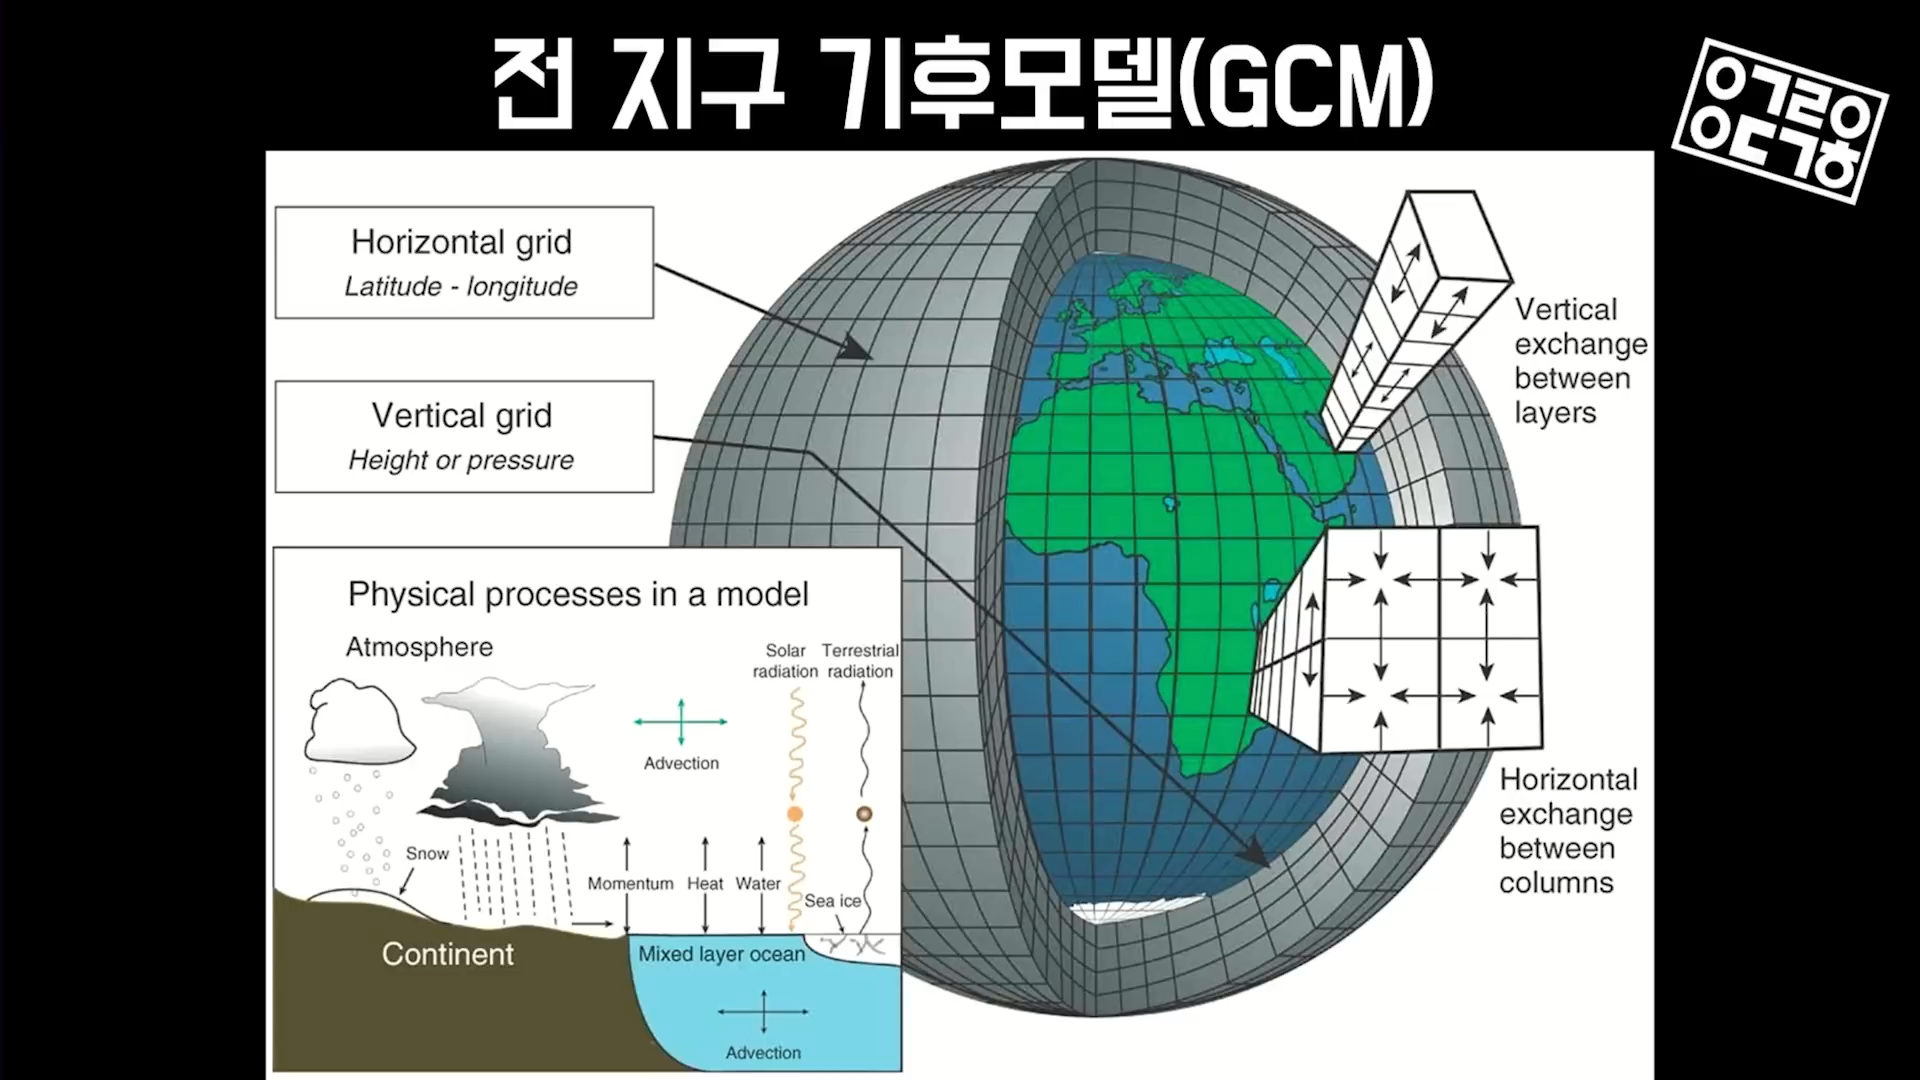 전 지구 기후모델(GCM)
Horizontal grid
Latitude - longitude
Vertical grid
Height or pressure
Vertical
exchange
between
layers
Horizontal
exchange
between
columns
Physical processes in a model
Atmosphere
Solar
radiation
Terrestrial
radiation
Advection
Snow
Momentum
Heat
Water
Sea ice
Continent
Mixed layer ocean
Advection